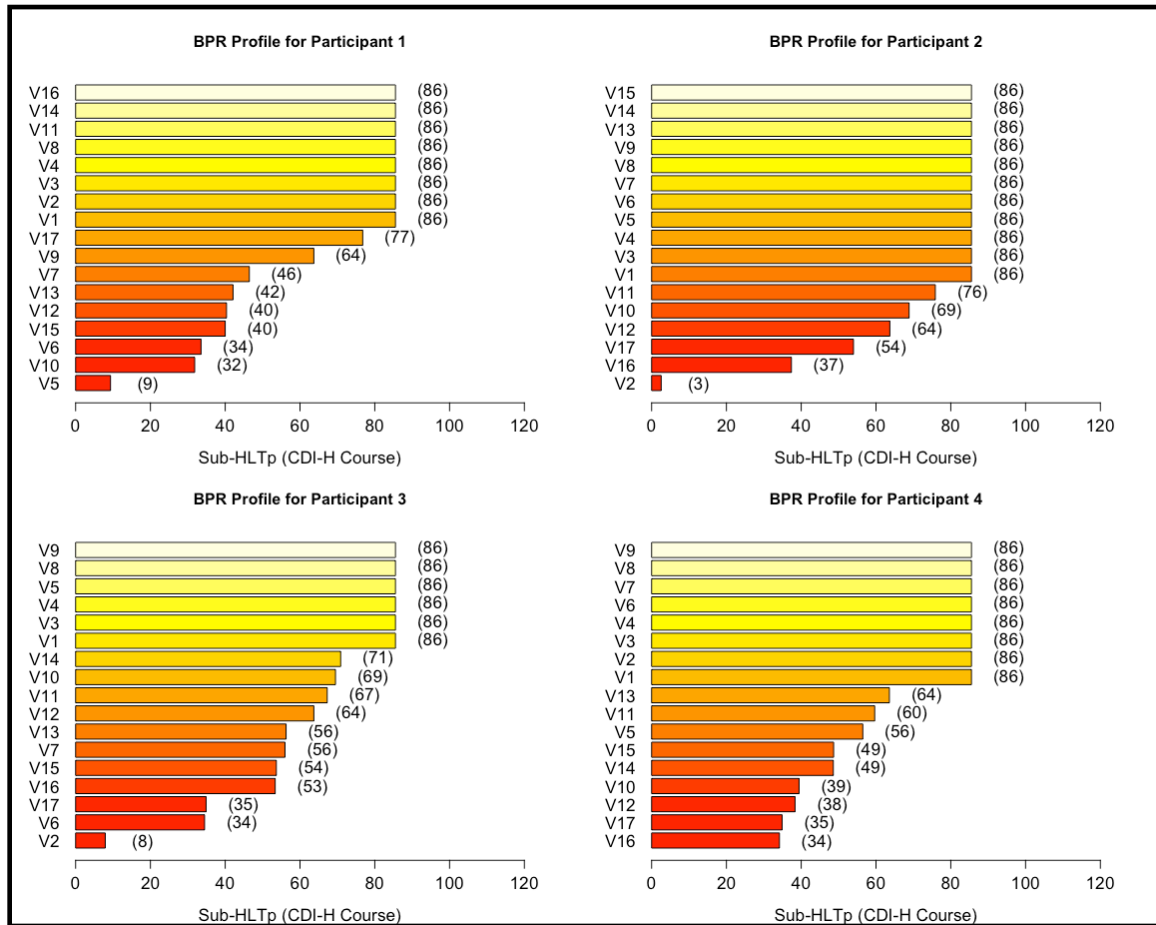 BPR Profile for Participant 1
V16 (86)
V14 (86)
V11 (86)
V8 (86)
V4 (86)
V3 (86)
V2 (86)
V1 (86)
V17 (77)
V9 (64)
V7 (46)
V13 (42)
V12 (40)
V15 (40)
V6 (34)
V10 (32)
V5 (9)
0 20 40 60 80 100 120
Sub-HLTp (CDI-H Course)
BPR Profile for Participant 2
V15 (86)
V14 (86)
V13 (86)
V9 (86)
V8 (86)
V7 (86)
V6 (86)
V5 (86)
V4 (86)
V3 (86)
V1 (86)
V11 (76)
V10 (69)
V12 (64)
V17 (54)
V16 (37)
V2 (3)
0 20 40 60 80 100 120
Sub-HLTp (CDI-H Course)
BPR Profile for Participant 3
V9 (86)
V8 (86)
V5 (86)
V4 (86)
V3 (86)
V1 (86)
V14 (71)
V10 (69)
V11 (67)
V12 (64)
V13 (56)
V7 (56)
V15 (54)
V16 (53)
V17 (35)
V6 (34)
V2 (8)
0 20 40 60 80 100 120
Sub-HLTp (CDI-H Course)
BPR Profile for Participant 4
V9 (86)
V8 (86)
V7 (86)
V6 (86)
V4 (86)
V3 (86)
V2 (86)
V1 (86)
V13 (64)
V11 (60)
V5 (56)
V15 (49)
V14 (49)
V10 (39)
V12 (38)
V17 (35)
V16 (34)
0 20 40 60 80 100 120
Sub-HLTp (CDI-H Course)